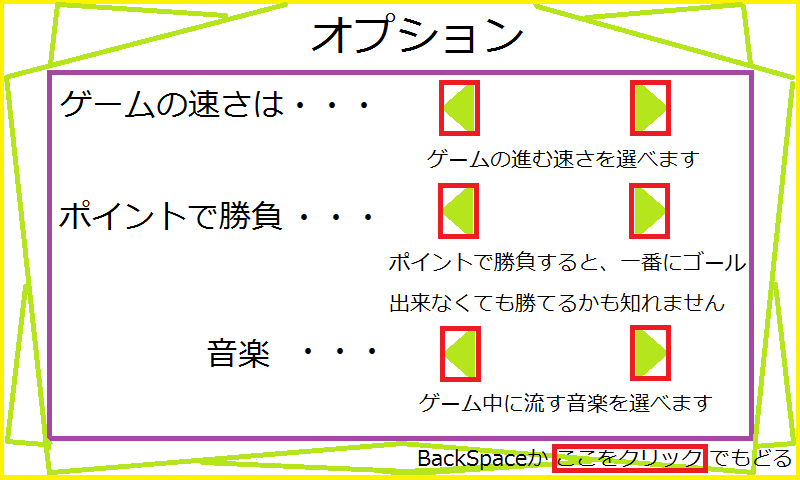 オプション
ゲームの速さは・・・
ゲームの進む速さを選べます
ポイントで勝負・・・
ポイントで勝負すると、一番にゴール
出来なくても勝てるかも知れません
音楽 ・・・
ゲーム中に流す音楽を選べます
BackSpaceか ここをクリック でもどる